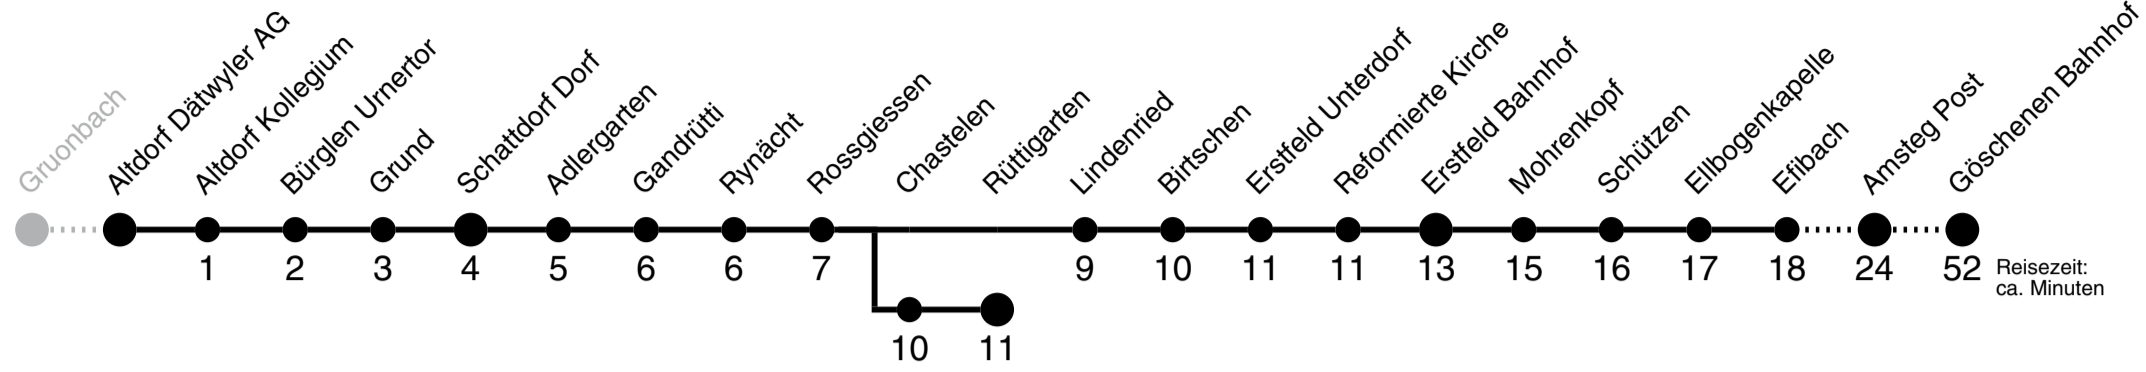 Gruonbach
Altdorf Dätwyler AG
Altdorf Kollegium
Bürglen Urnertor
Grund
Schattdorf Dorf
Adlergarten
Gandrütti
Rynächt
Rossgiessen
Chastelen
Rüttigarten
Lindenried
Birtschen
Erstfeld Unterdorf
Reformierte Kirche
Erstfeld Bahnhof
Mohrenkopf
Schützen
Ellbogenkapelle
Efibach
Amsteg Post
Göschenen Bahnhof
1 2 3 4 5 6 6 7 9 10 11 11 13 15 16 17 18 24 52
Reisezeit:
ca. Minuten
10 11